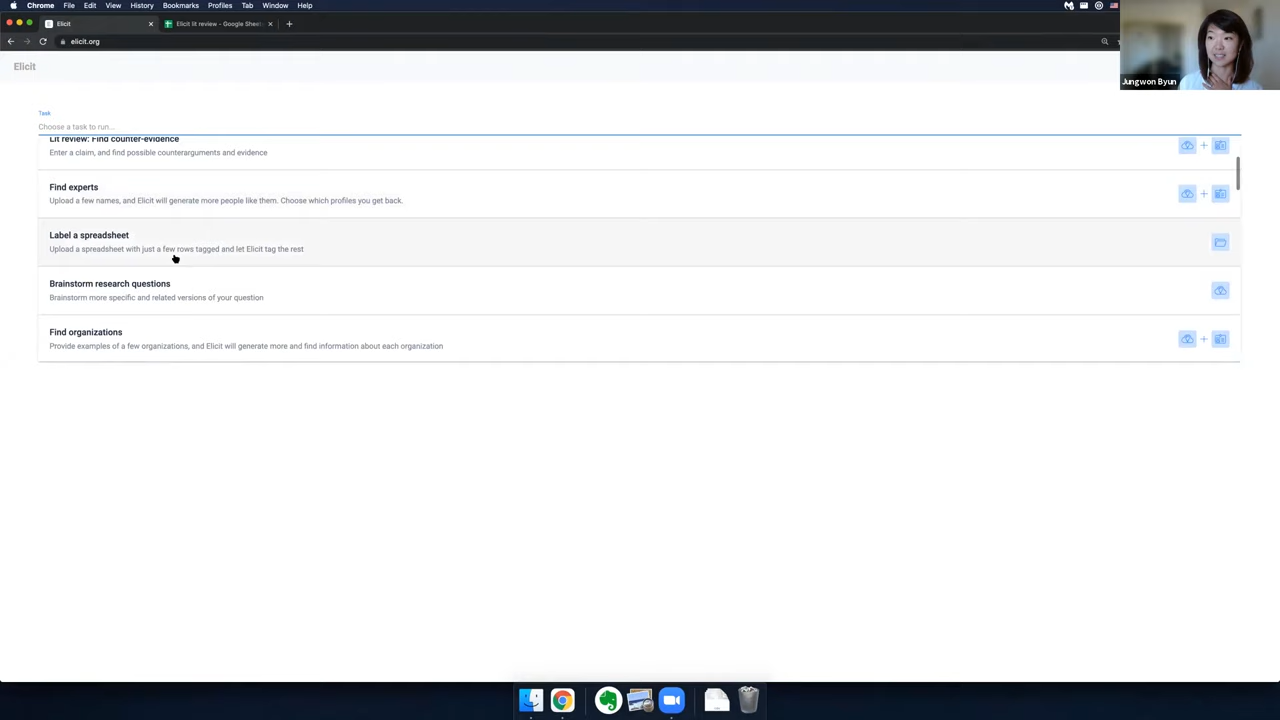 Chrome File Edit View History Bookmarks Profiles Tab Window Help
Elicit
Elicit lit review - Google Sheets
elicit.org
Jungwon Byun
Elicit
Task
Choose a task to run...
Lit review: Find counter-evidence
Enter a claim, and find possible counterarguments and evidence
Find experts
Upload a few names, and Elicit will generate more people like them. Choose which profiles you get back.
Label a spreadsheet
Upload a spreadsheet with just a few rows tagged and let Elicit tag the rest
Brainstorm research questions
Brainstorm more specific and related versions of your question
Find organizations
Provide examples of a few organizations, and Elicit will generate more and find information about each organization